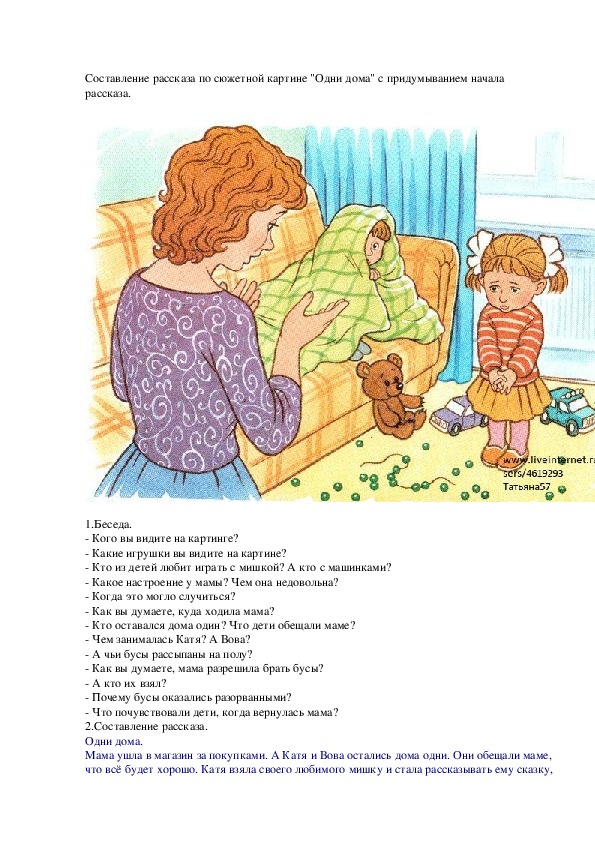 Составление рассказа по сюжетной картине "Одни дома" с придумыванием начала
рассказа.
www.liveinternet.ru
sers/4619293
Татьяна57
1.Беседа.
- Кого вы видите на картинге?
- Какие игрушки вы видите на картине?
- Кто из детей любит играть с мишкой? А кто с машинками?
- Какое настроение у мамы? Чем она недовольна?
- Когда это могло случиться?
- Как вы думаете, куда ходила мама?
- Кто оставался дома один? Что дети обещали маме?
- Чем занималась Катя? А Вова?
- А чьи бусы рассыпаны на полу?
- Как вы думаете, мама разрешила брать бусы?
- А кто их взял?
- Почему бусы оказались разорванными?
- Что почувствовали дети, когда вернулась мама?
2.Составление рассказа.
Одни дома.
Мама ушла в магазин за покупками. А Катя и Вова остались дома одни. Они обещали маме,
что всё будет хорошо. Катя взяла своего любимого мишку и стала рассказывать ему сказку,